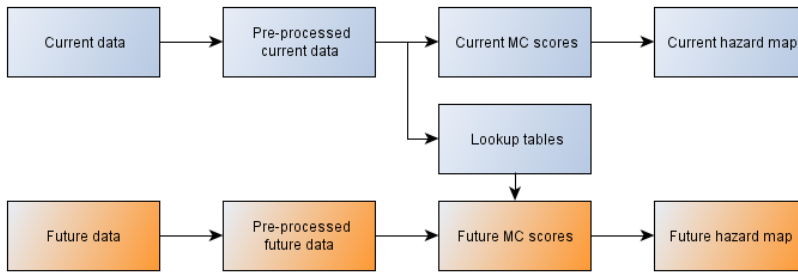 Current data
Pre-processed
current data
Current MC scores
Current hazard map
Lookup tables
Future data
Pre-processed
future data
Future MC scores
Future hazard map